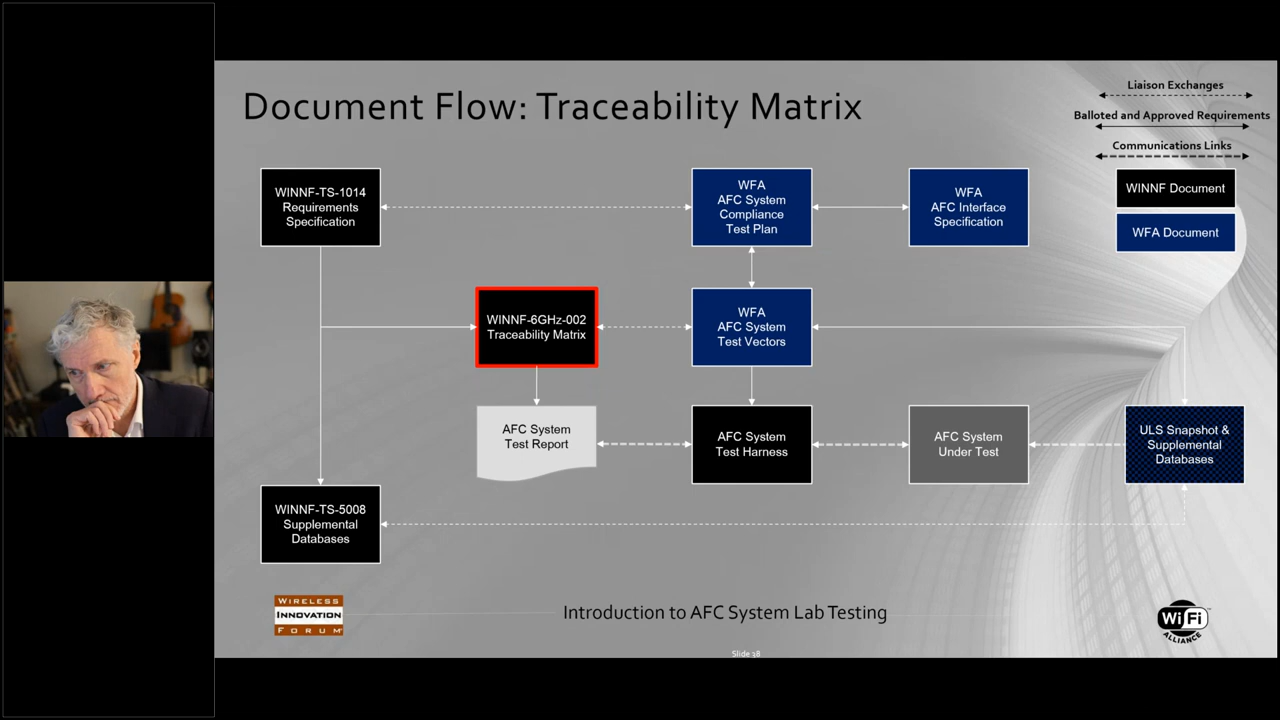 Document Flow: Traceability Matrix
Liaison Exchanges
Balloted and Approved Requirements
Communications Links
WINNF Document
WFA Document
WINNF-TS-1014
Requirements
Specification
WFA
AFC System
Compliance
Test Plan
WFA
AFC Interface
Specification
WINNF-6GHz-002
Traceability Matrix
WFA
AFC System
Test Vectors
AFC System
Test Report
AFC System
Test Harness
AFC System
Under Test
ULS Snapshot &
Supplemental
Databases
WINNF-TS-5008
Supplemental
Databases
WIRELESS
INNOVATION
FORUM
Introduction to AFC System Lab Testing
Wi Fi
ALLIANCE
Slide 38